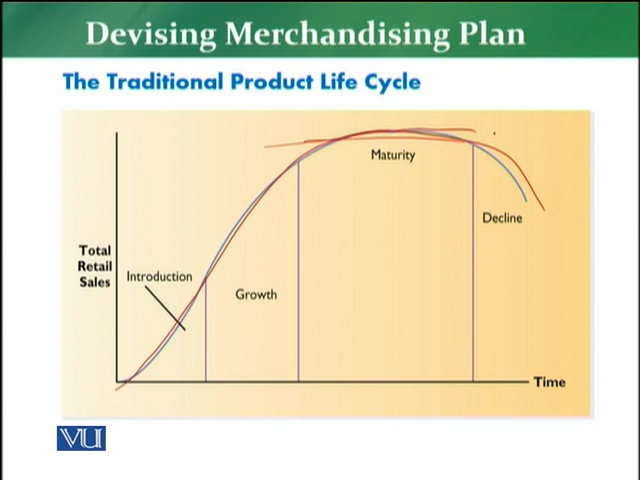 Devising Merchandising Plan
The Traditional Product Life Cycle
Maturity
Decline
Total
Retail
Sales
Introduction
Growth
Time
VU